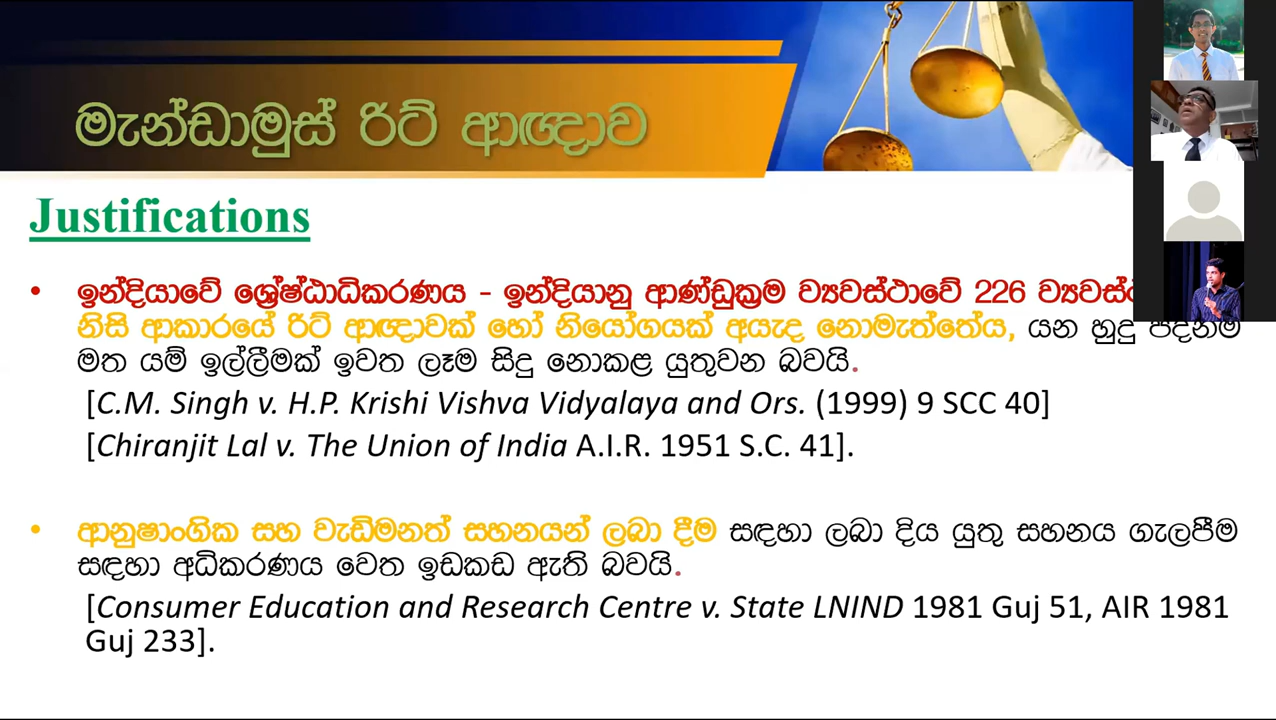 මැන්ඩාමුස් රිට් ආඥාව
Justifications
• ඉන්දියාවේ ශ්‍රේෂ්ඨාධිකරණය - ඉන්දියානු ආණ්ඩුක්‍රම ව්‍යවස්ථාවේ 226
නිසි ආකාරයේ රිට් ආඥාවක් හෝ නියෝගයක් අයැද නොමැත්තේය, යන හුදු පදනම
මත යම් ඉල්ලීමක් ඉවත ලෑම සිදු නොකළ යුතුවන බවයි.
[C.M. Singh v. H.P. Krishi Vishva Vidyalaya and Ors. (1999) 9 SCC 40]
[Chiranjit Lal v. The Union of India A.I.R. 1951 S.C. 41].
• ආනුෂාංගික සහ වැඩිමනත් සහනයන් ලබා දීම සඳහා ලබා දිය යුතු සහනය ගැලපීම
සඳහා අධිකරණය වෙත ඉඩකඩ ඇති බවයි.
[Consumer Education and Research Centre v. State LNIND 1981 Guj 51, AIR 1981
Guj 233].